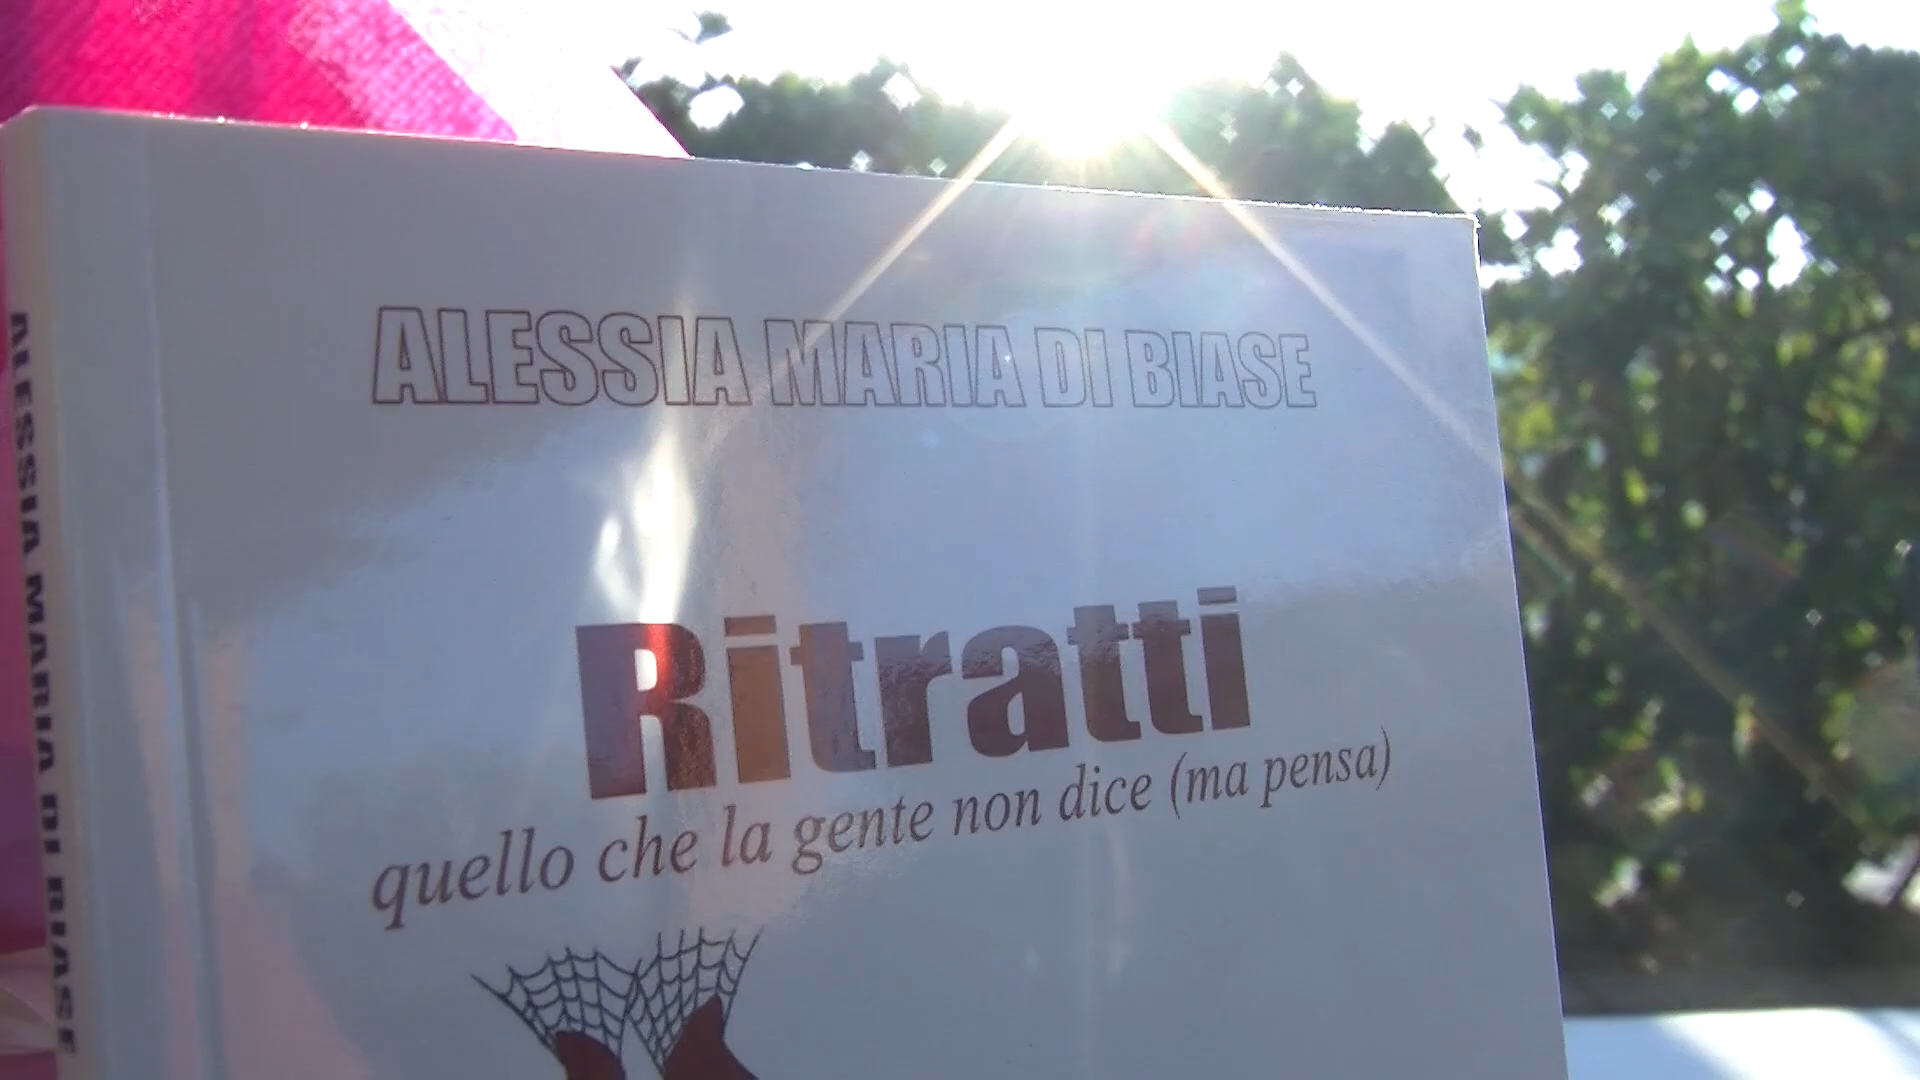 ALESSIA MARIA DI BIASE
Ritratti
quello che la gente non dice (ma pensa)
ALESSIA MARIA DI BIASE